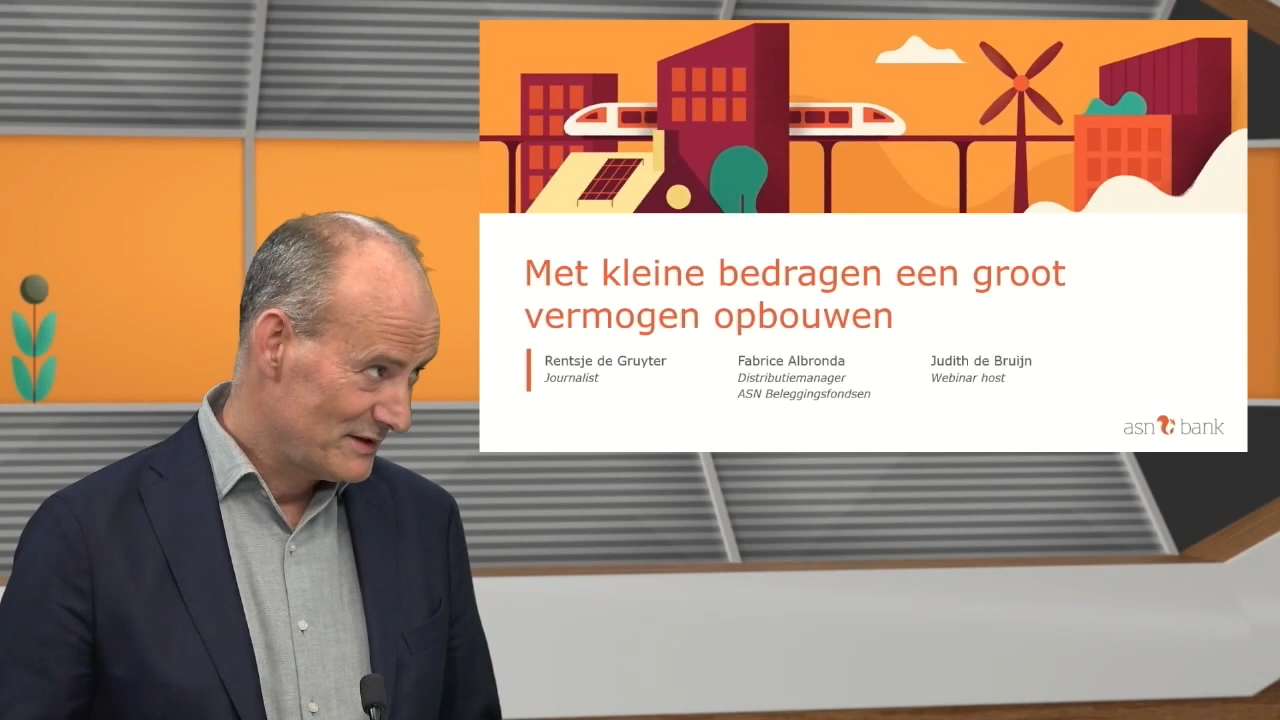 Met kleine bedragen een groot
vermogen opbouwen
Rentsje de Gruyter
Journalist
Fabrice Albronda
Distributiemanager
ASN Beleggingsfondsen
Judith de Bruijn
Webinar host
asn bank